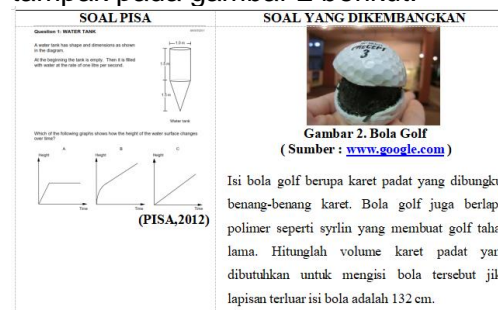 SOAL PISA
SOAL YANG DIKEMBANGKAN
Question 1: WATER TANK
A water tank has shape and dimensions as shown
in the diagram.
At the beginning the tank is empty. Then it is filled
with water at the rate of one litre per second.
Water tank
Which of the following graphs shows how the height of the water surface changes
over time?
A
B
C
Height
Height
Height
Time
Time
Time
(PISA,2012)
3
Gambar 2. Bola Golf
( Sumber : www.google.com )
Isi bola golf berupa karet padat yang dibungku
benang-benang karet. Bola golf juga berlap
polimer seperti syrlin yang membuat golf taha
lama. Hitunglah volume karet padat yan
dibutuhkan untuk mengisi bola tersebut jik
lapisan terluar isi bola adalah 132 cm.